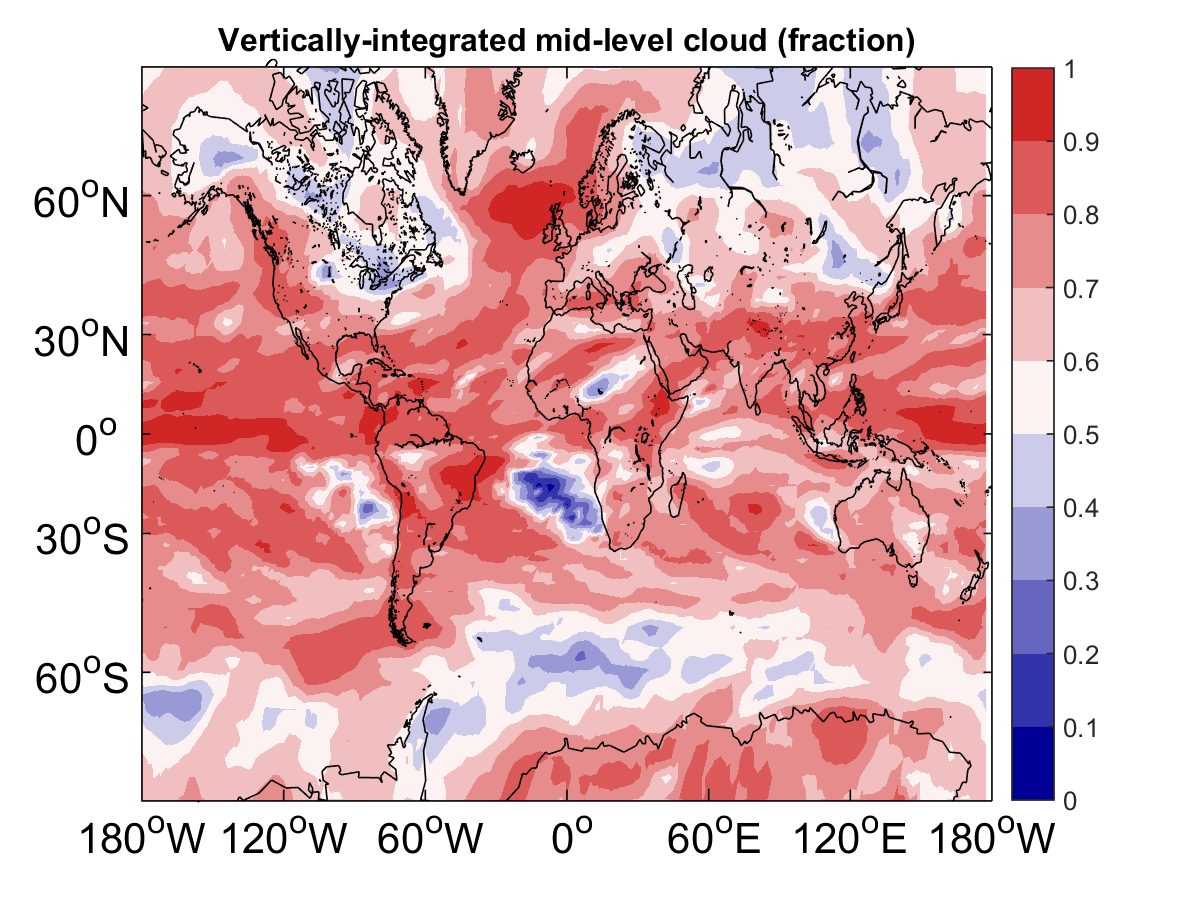 Vertically-integrated mid-level cloud (fraction)
60°N
30°N
0°
30°S
60°S
180°W 120°W 60°W 0° 60°E 120°E 180°W
1
0.9
0.8
0.7
0.6
0.5
0.4
0.3
0.2
0.1
0